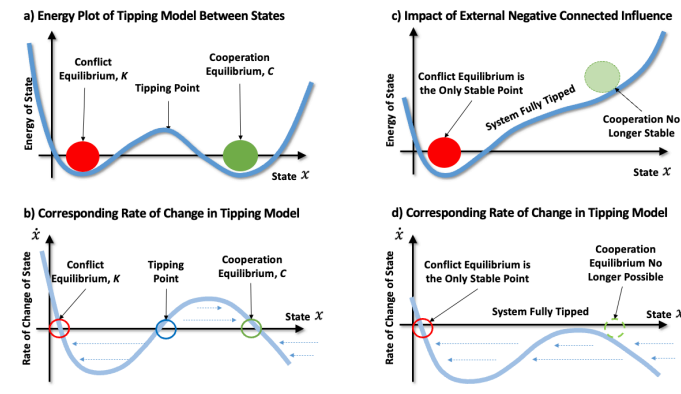 a) Energy Plot of Tipping Model Between States
Energy of State
Conflict
Equilibrium, K
Tipping Point
Cooperation
Equilibrium, C
State x
c) Impact of External Negative Connected Influence
Energy of State
Conflict Equilibrium is
the Only Stable Point
System Fully Tipped
Cooperation No
Longer Stable
State x
b) Corresponding Rate of Change in Tipping Model
ẋ
Rate of Change of State
Conflict
Equilibrium, K
Tipping
Point
Cooperation
Equilibrium, C
State x
d) Corresponding Rate of Change in Tipping Model
ẋ
Rate of Change of State
Conflict Equilibrium is
the Only Stable Point
System Fully Tipped
Cooperation
Equilibrium No
Longer Possible
State x